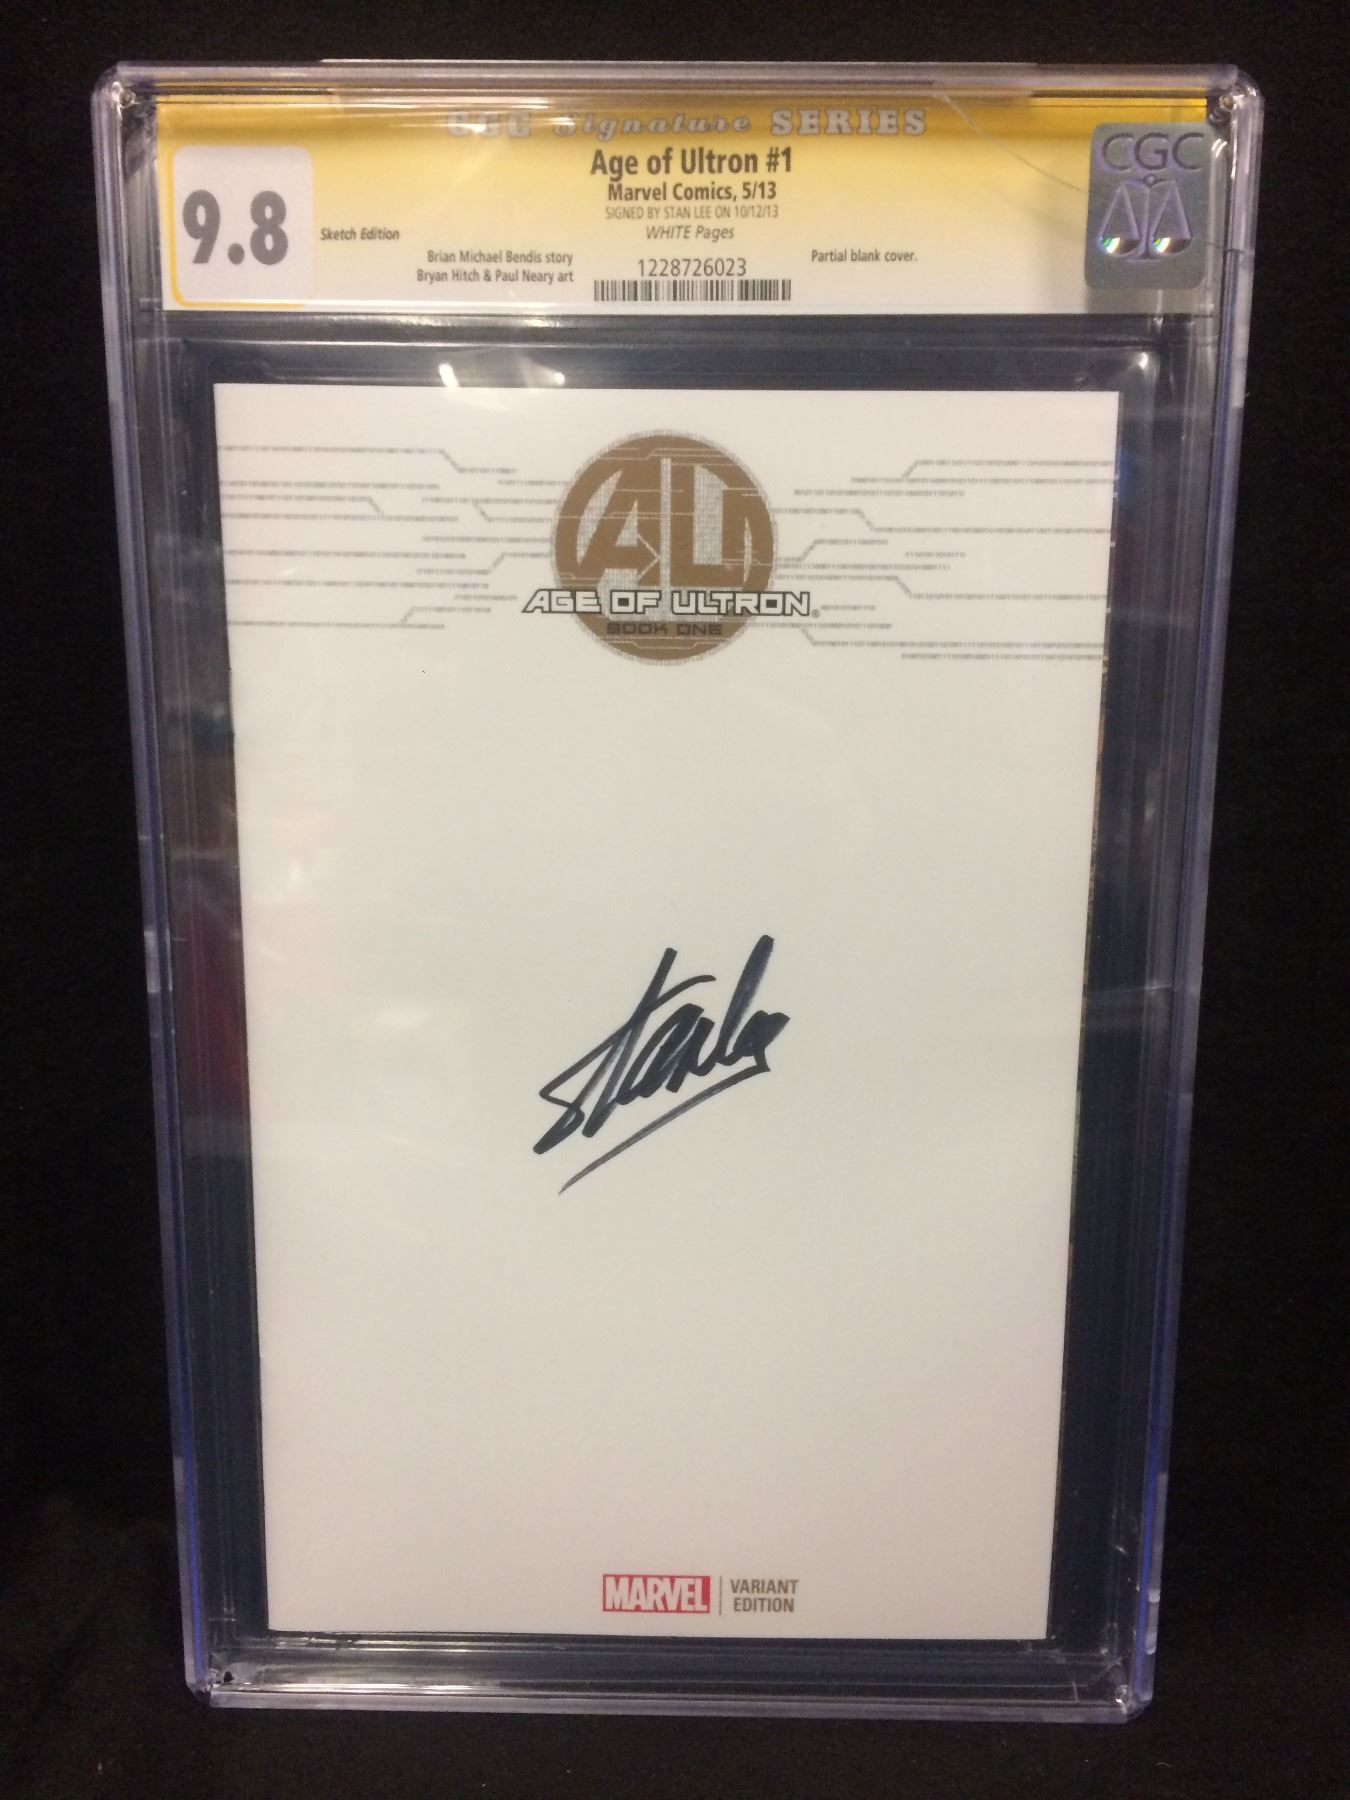 CGC Signature SERIES
Age of Ultron #1
Marvel Comics, 5/13
SIGNED BY STAN LEE ON 10/12/13
WHITE Pages
9.8
Sketch Edition
Brian Michael Bendis story
Bryan Hitch & Paul Neary art
1228726023
Partial blank cover.
CGC
AU
AGE OF ULTRON®
BOOK ONE
Stan Lee
MARVEL
VARIANT
EDITION